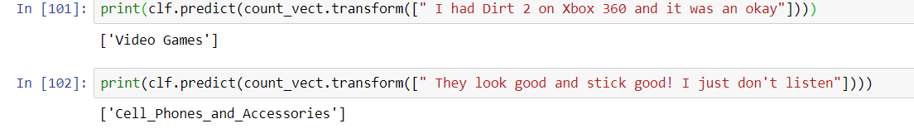 In [101]: print(clf.predict(count_vect.transform([" I had Dirt 2 on Xbox 360 and it was an okay"])))
['Video Games']
In [102]: print(clf.predict(count_vect.transform([" They look good and stick good! I just don't listen"])))
['Cell_Phones_and_Accessories']